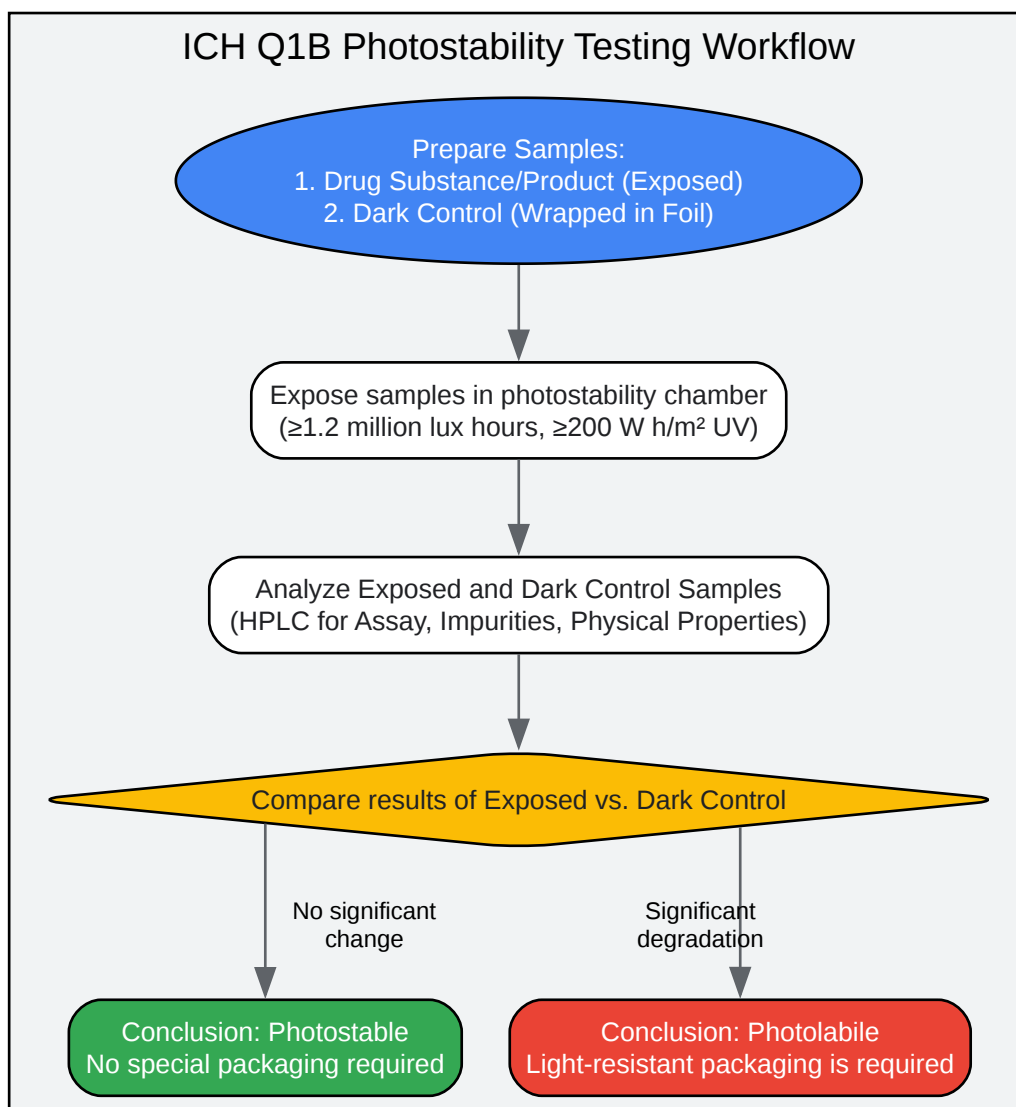 ICH Q1B Photostability Testing Workflow
Prepare Samples:
1. Drug Substance/Product (Exposed)
2. Dark Control (Wrapped in Foil)
Expose samples in photostability chamber
(≥1.2 million lux hours, ≥200 W h/m² UV)
Analyze Exposed and Dark Control Samples
(HPLC for Assay, Impurities, Physical Properties)
Compare results of Exposed vs. Dark Control
No significant
change
Significant
degradation
Conclusion: Photostable
No special packaging required
Conclusion: Photolabile
Light-resistant packaging is required